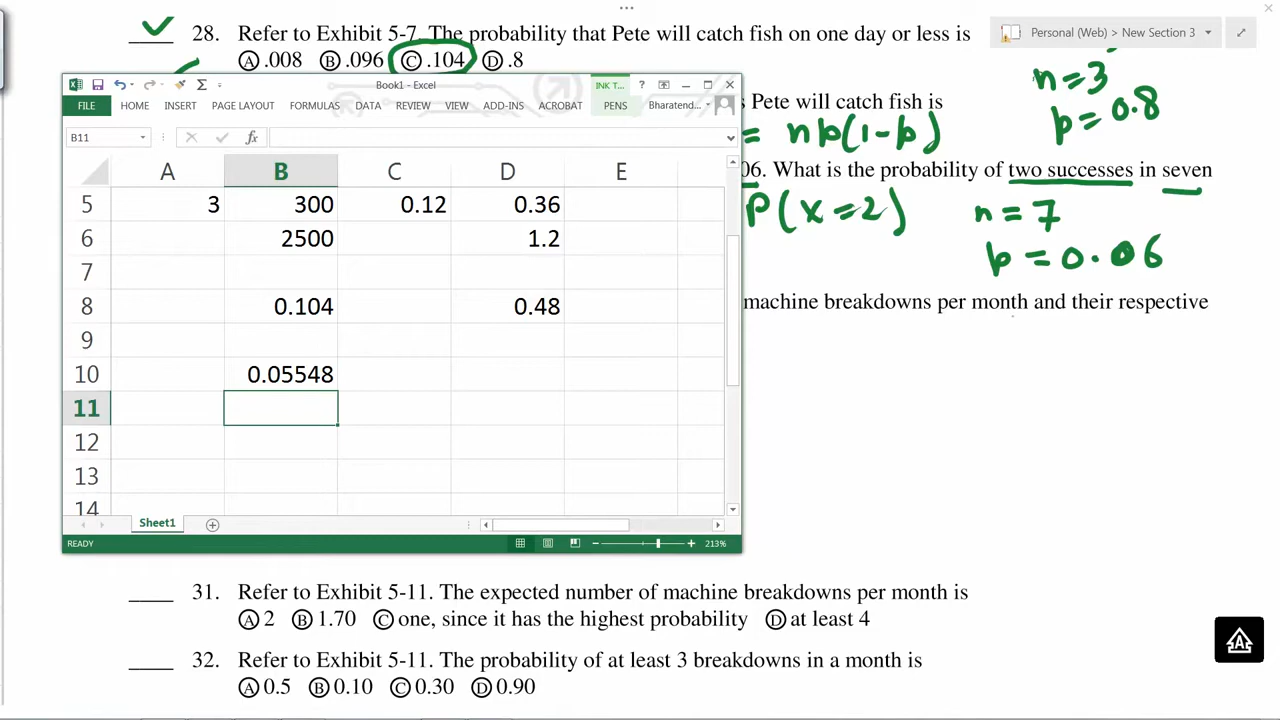 28. Refer to Exhibit 5-7. The probability that Pete will catch fish on one day or less is
Ⓐ .008 Ⓑ .096 Ⓒ .104 Ⓓ .8
Personal (Web) > New Section 3
n = 3
p = 0.8
Book1 - Excel
INK T...
FILE HOME INSERT PAGE LAYOUT FORMULAS DATA REVIEW VIEW ADD-INS ACROBAT PENS Bharatend...
s Pete will catch fish is
= np(1-p)
B11 fx
06. What is the probability of two successes in seven
P(x=2) n = 7
p = 0.06
A B C D E
5 3 300 0.12 0.36
6 2500 1.2
7
8 0.104 0.48
9
10 0.05548
11
12
13
14
machine breakdowns per month and their respective
Sheet1
READY 213%
31. Refer to Exhibit 5-11. The expected number of machine breakdowns per month is
Ⓐ 2 Ⓑ 1.70 Ⓒ one, since it has the highest probability Ⓓ at least 4
32. Refer to Exhibit 5-11. The probability of at least 3 breakdowns in a month is
Ⓐ 0.5 Ⓑ 0.10 Ⓒ 0.30 Ⓓ 0.90